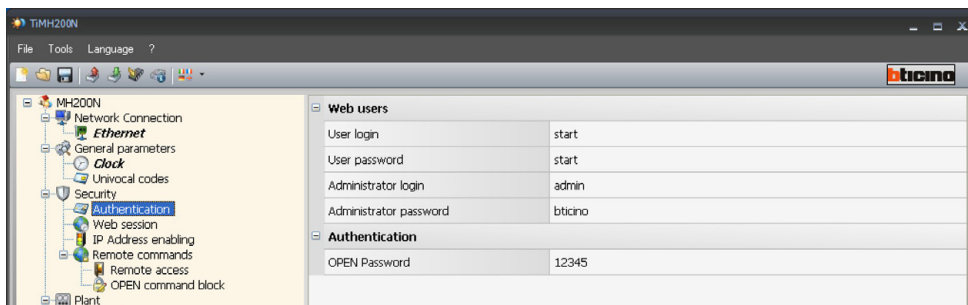 TiMH200N
File Tools Language ?
bticino
MH200N
Network Connection
Ethernet
General parameters
Clock
Univocal codes
Security
Authentication
Web session
IP Address enabling
Remote commands
Remote access
OPEN command block
Plant
Web users
User login start
User password start
Administrator login admin
Administrator password bticino
Authentication
OPEN Password 12345